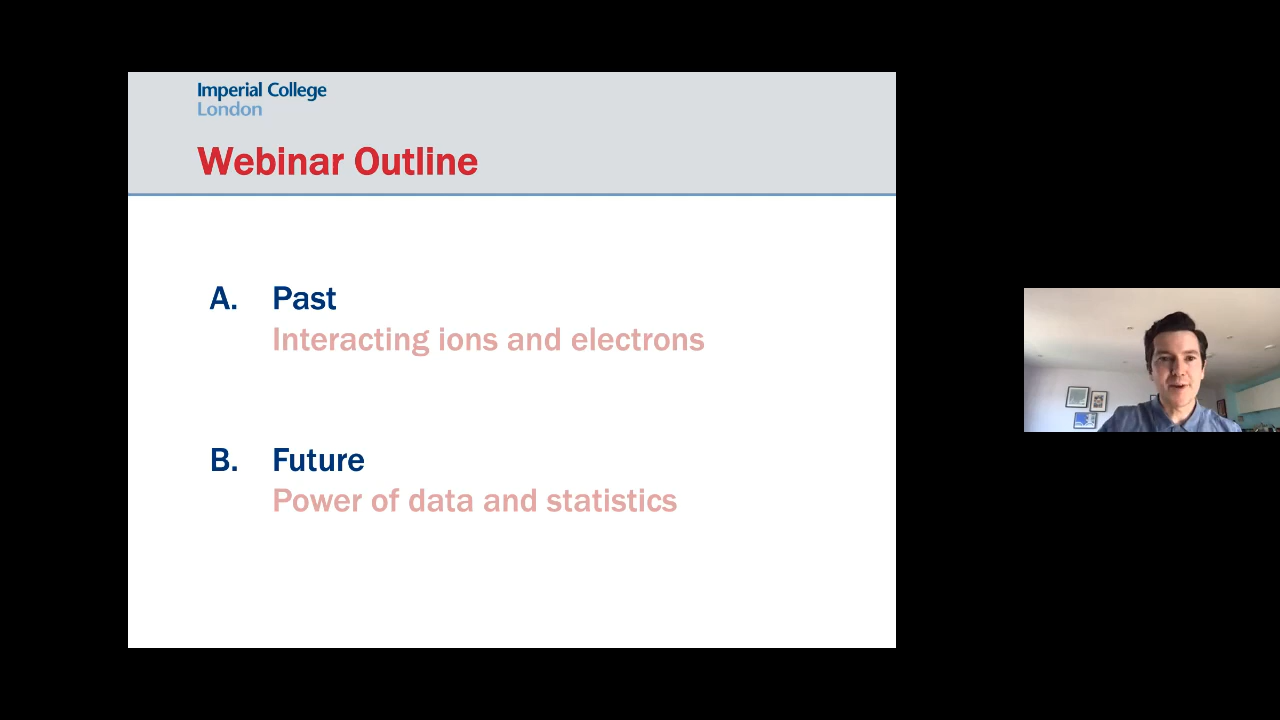 Imperial College
London
Webinar Outline
A. Past
Interacting ions and electrons
B. Future
Power of data and statistics